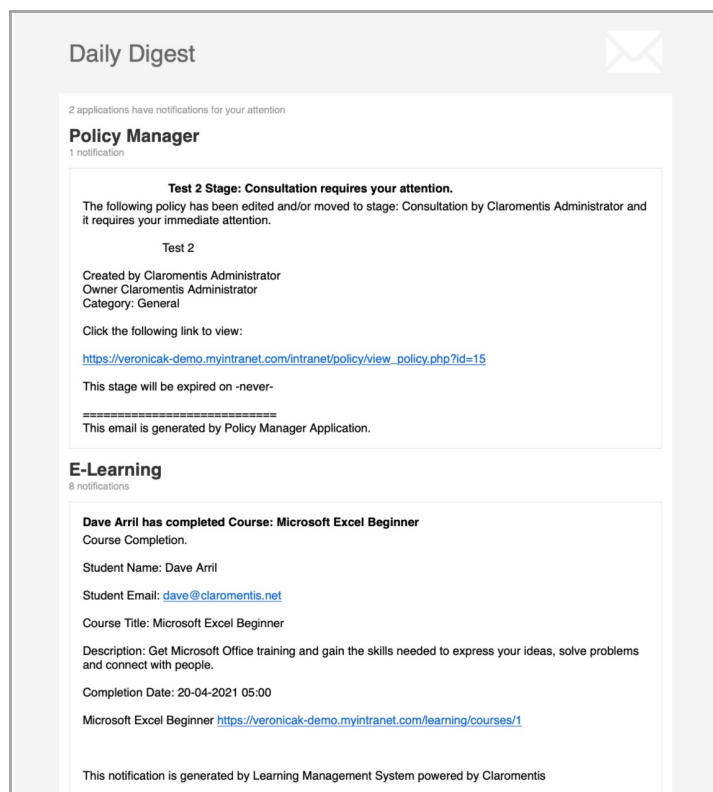 Daily Digest
2 applications have notifications for your attention
Policy Manager
1 notification
Test 2 Stage: Consultation requires your attention.
The following policy has been edited and/or moved to stage: Consultation by Claromentis Administrator and
it requires your immediate attention.
Test 2
Created by Claromentis Administrator
Owner Claromentis Administrator
Category: General
Click the following link to view:
https://veronicak-demo.myintranet.com/intranet/policy/view_policy.php?id=15
This stage will be expired on -never-
============================
This email is generated by Policy Manager Application.
E-Learning
8 notifications
Dave Arril has completed Course: Microsoft Excel Beginner
Course Completion.
Student Name: Dave Arril
Student Email: dave@claromentis.net
Course Title: Microsoft Excel Beginner
Description: Get Microsoft Office training and gain the skills needed to express your ideas, solve problems
and connect with people.
Completion Date: 20-04-2021 05:00
Microsoft Excel Beginner https://veronicak-demo.myintranet.com/learning/courses/1
This notification is generated by Learning Management System powered by Claromentis